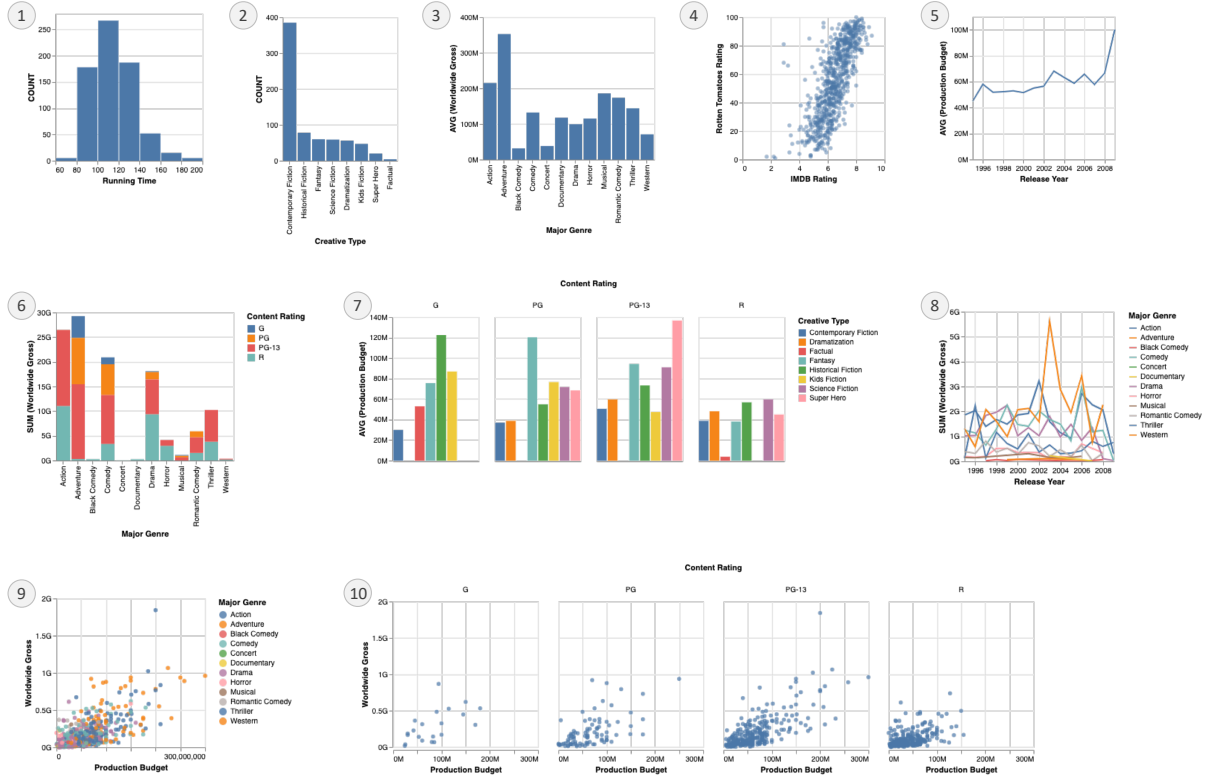 1
250
200
150
100
50
0
COUNT
60 80 100 120 140 160 180 200
Running Time
2
400
300
200
100
0
COUNT
Contemporary Fiction
Historical Fiction
Fantasy
Science Fiction
Dramatization
Kids Fiction
Super Hero
Factual
Creative Type
3
400M
300M
200M
100M
0M
AVG (Worldwide Gross)
Action
Adventure
Black Comedy
Comedy
Concert
Documentary
Drama
Horror
Musical
Romantic Comedy
Thriller
Western
Major Genre
4
100
80
60
40
20
0
Rotten Tomatoes Rating
0 2 4 6 8 10
IMDB Rating
5
100M
80M
60M
40M
20M
0M
AVG (Production Budget)
1996 1998 2000 2002 2004 2006 2008
Release Year
6
30G
25G
20G
15G
10G
5G
0G
SUM (Worldwide Gross)
Action
Adventure
Black Comedy
Comedy
Concert
Documentary
Drama
Horror
Musical
Romantic Comedy
Thriller
Western
Major Genre
Content Rating
G
PG
PG-13
R
7
Content Rating
G PG PG-13 R
140M
120M
100M
80M
60M
40M
20M
0M
AVG (Production Budget)
Creative Type
Contemporary Fiction
Dramatization
Factual
Fantasy
Historical Fiction
Kids Fiction
Science Fiction
Super Hero
8
6G
5G
4G
3G
2G
1G
0G
SUM (Worldwide Gross)
1996 1998 2000 2002 2004 2006 2008
Release Year
Major Genre
Action
Adventure
Black Comedy
Comedy
Concert
Documentary
Drama
Horror
Musical
Romantic Comedy
Thriller
Western
9
2G
1.5G
1G
0.5G
0G
Worldwide Gross
0 300,000,000
Production Budget
Major Genre
Action
Adventure
Black Comedy
Comedy
Concert
Documentary
Drama
Horror
Musical
Romantic Comedy
Thriller
Western
10
Content Rating
G PG PG-13 R
2G
1.5G
1G
0.5G
0G
Worldwide Gross
0M 100M 200M 300M 0M 100M 200M 300M 0M 100M 200M 300M 0M 100M 200M 300M
Production Budget Production Budget Production Budget Production Budget